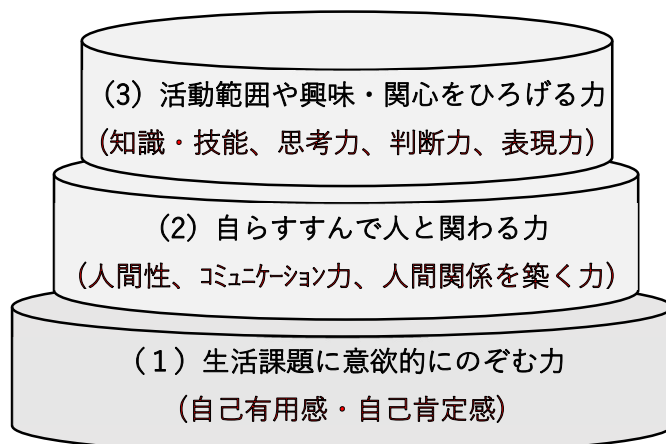 （3）活動範囲や興味・関心をひろげる力
（知識・技能、思考力、判断力、表現力）
（2）自らすすんで人と関わる力
（人間性、ｺﾐｭﾆｹｰｼｮﾝ力、人間関係を築く力）
（１）生活課題に意欲的にのぞむ力
（自己有用感・自己肯定感）